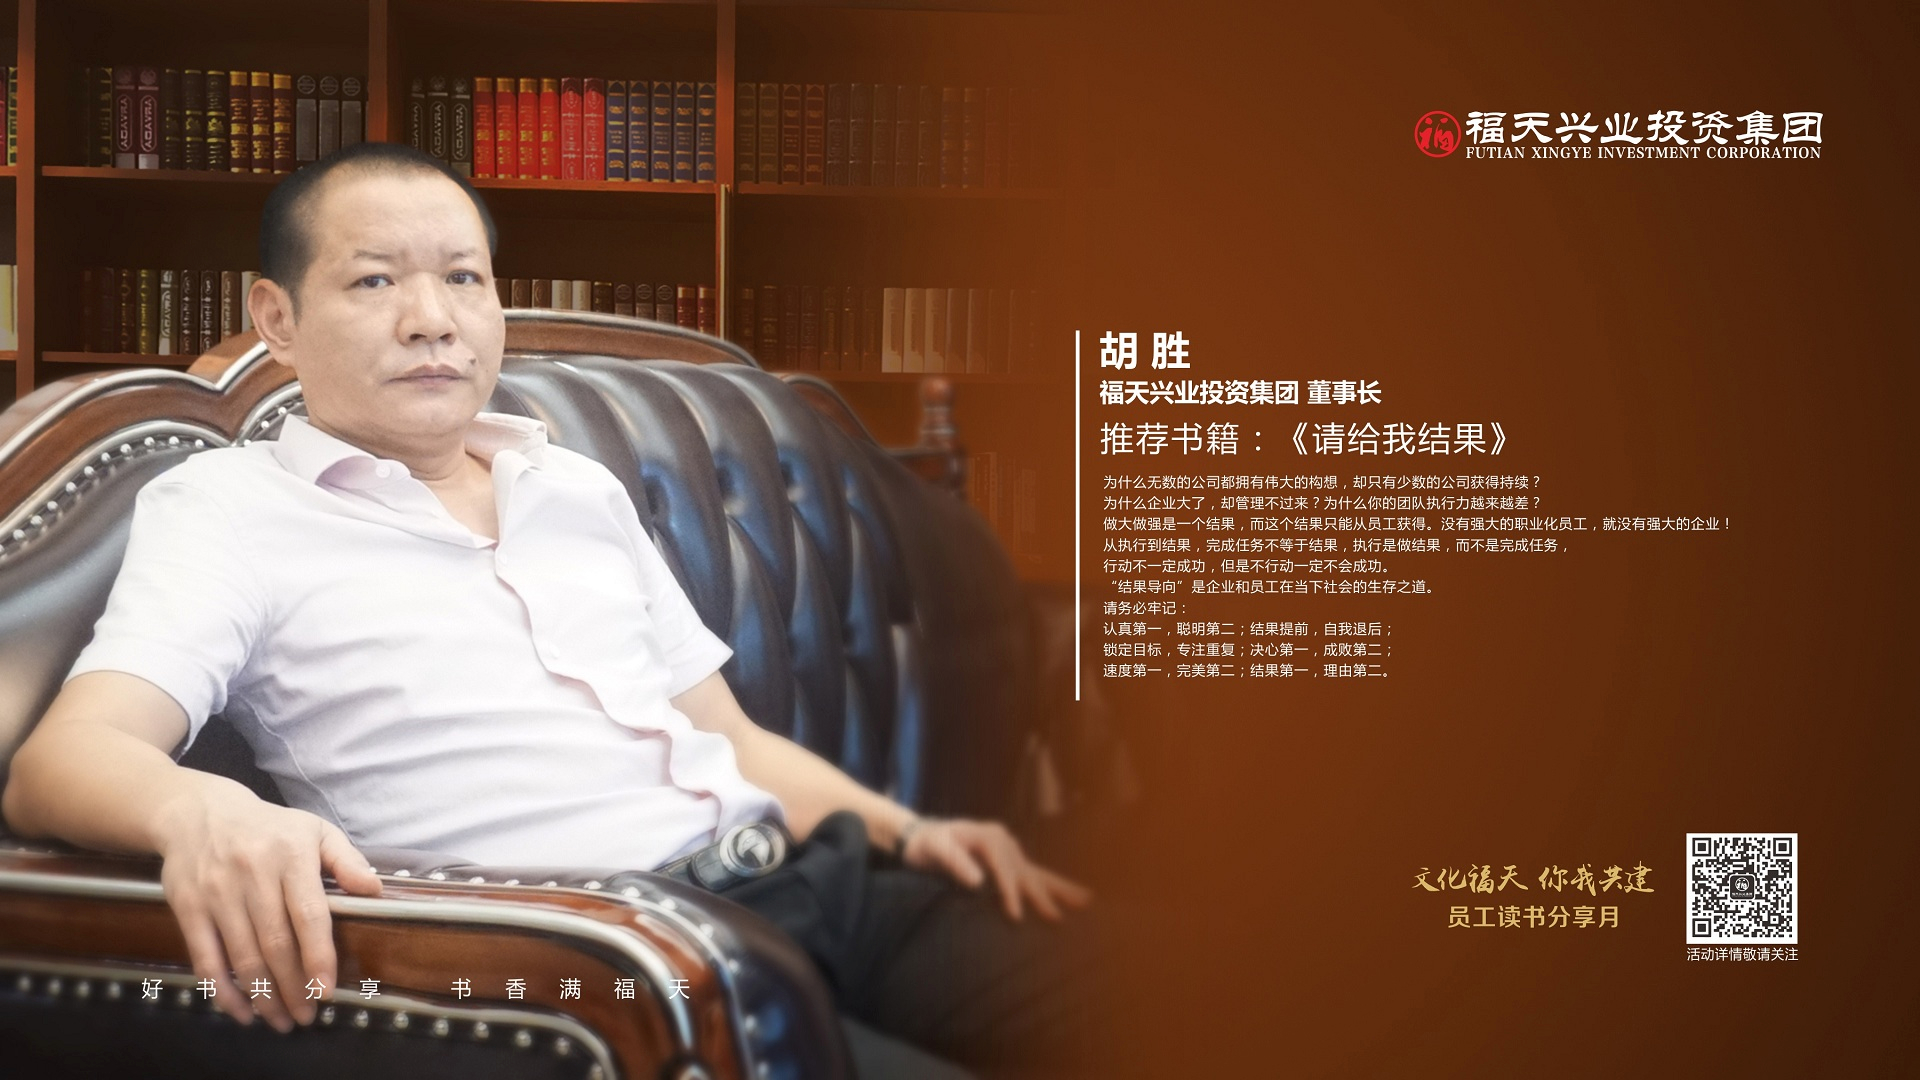 福天兴业投资集团
FUTIAN XINGYE INVESTMENT CORPORATION
胡 胜
福天兴业投资集团 董事长
推荐书籍：《请给我结果》
为什么无数的公司都拥有伟大的构想，却只有少数的公司获得持续？
为什么企业大了，却管理不过来？为什么你的团队执行力越来越差？
做大做强是一个结果，而这个结果只能从员工获得。没有强大的职业化员工，就没有强大的企业！
从执行到结果，完成任务不等于结果，执行是做结果，而不是完成任务，
行动不一定成功，但是不行动一定不会成功。
“结果导向”是企业和员工在当下社会的生存之道。
请务必牢记：
认真第一，聪明第二；结果提前，自我退后；
锁定目标，专注重复；决心第一，成败第二；
速度第一，完美第二；结果第一，理由第二。
文化福天 你我共建
员工读书分享月
活动详情敬请关注
好书共分享 书香满福天